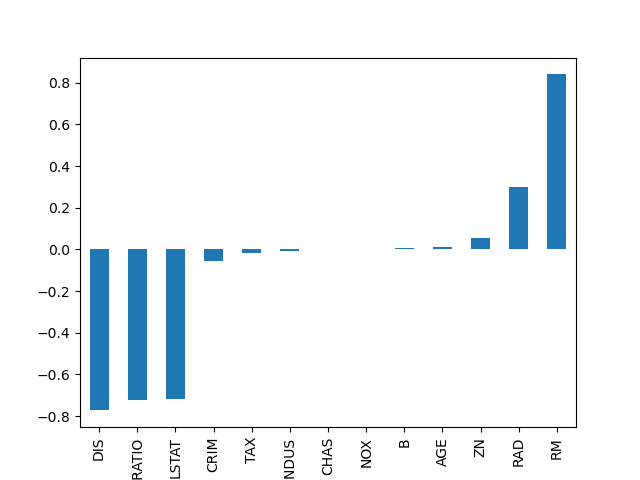 0.8
0.6
0.4
0.2
0.0
−0.2
−0.4
−0.6
−0.8
DIS
RATIO
LSTAT
CRIM
TAX
NDUS
CHAS
NOX
B
AGE
ZN
RAD
RM